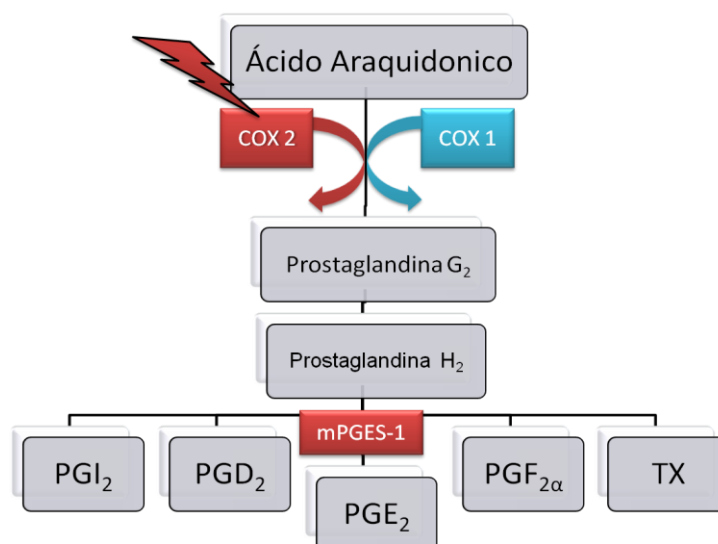 Ácido Araquidonico
COX 2
COX 1
Prostaglandina G₂
Prostaglandina H₂
mPGES-1
PGI₂
PGD₂
PGE₂
PGF₂α
TX